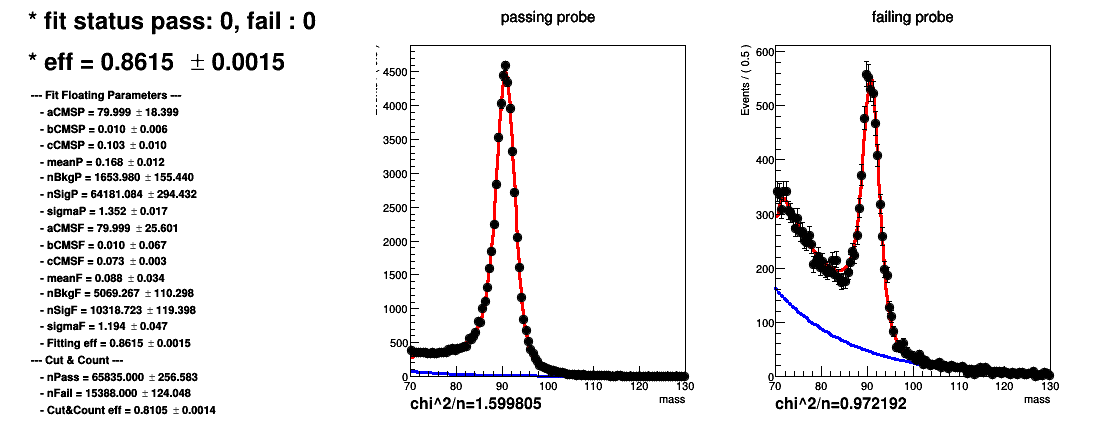 * fit status pass: 0, fail : 0
* eff = 0.8615 ± 0.0015
--- Fit Floating Parameters ---
- aCMSP = 79.999 ± 18.399
- bCMSP = 0.010 ± 0.006
- cCMSP = 0.103 ± 0.010
- meanP = 0.168 ± 0.012
- nBkgP = 1653.980 ± 155.440
- nSigP = 64181.084 ± 294.432
- sigmaP = 1.352 ± 0.017
- aCMSF = 79.999 ± 25.601
- bCMSF = 0.010 ± 0.067
- cCMSF = 0.073 ± 0.003
- meanF = 0.088 ± 0.034
- nBkgF = 5069.267 ± 110.298
- nSigF = 10318.723 ± 119.398
- sigmaF = 1.194 ± 0.047
- Fitting eff = 0.8615 ± 0.0015
--- Cut & Count ---
- nPass = 65835.000 ± 256.583
- nFail = 15388.000 ± 124.048
- Cut&Count eff = 0.8105 ± 0.0014
passing probe
4500
4000
3500
3000
2500
2000
1500
1000
500
0
70 80 90 100 110 120 130
mass
chi^2/n=1.599805
failing probe
Events / ( 0.5 )
600
500
400
300
200
100
0
70 80 90 100 110 120 130
mass
chi^2/n=0.972192